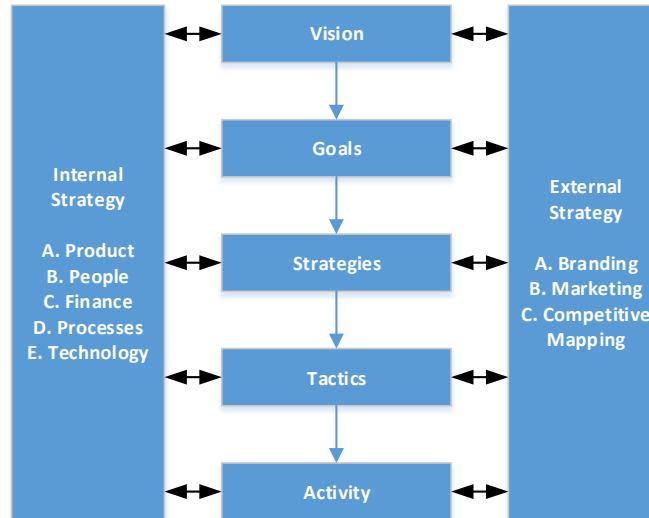 Vision
Goals
Strategies
Tactics
Activity
Internal
Strategy
A. Product
B. People
C. Finance
D. Processes
E. Technology
External
Strategy
A. Branding
B. Marketing
C. Competitive
Mapping